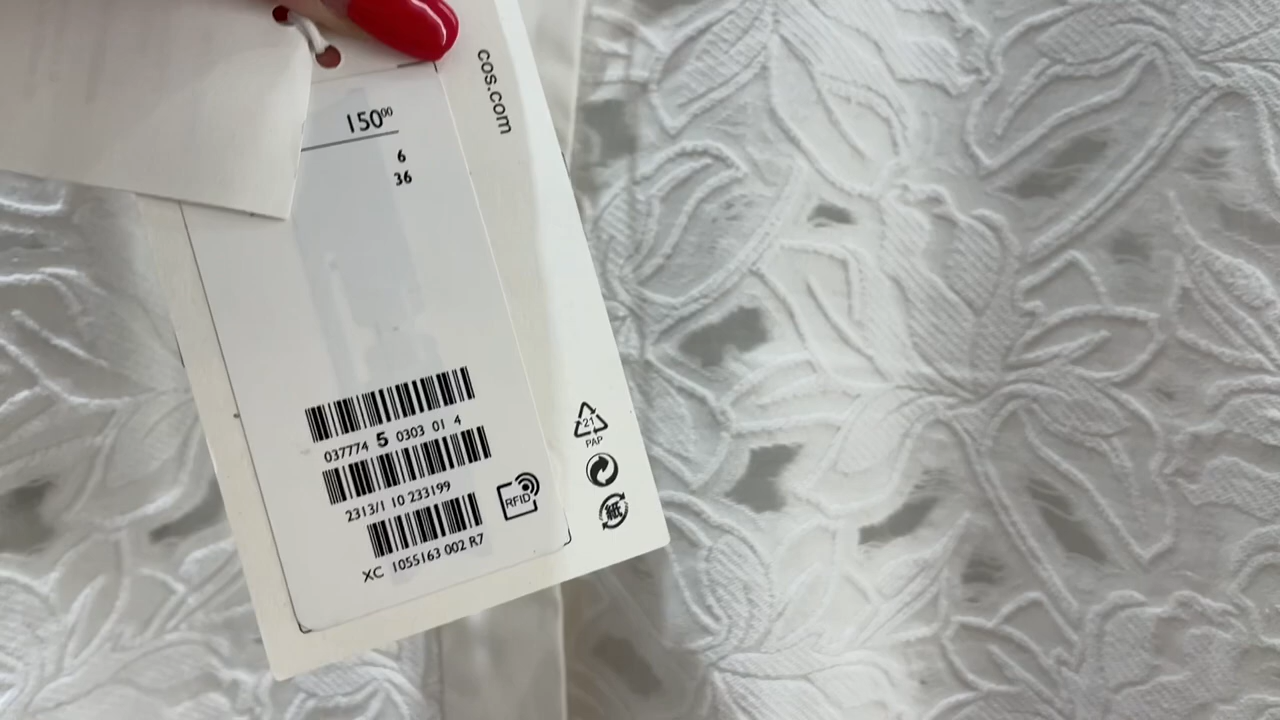 cos.com
150⁰⁰
6
36
037774 5 0303 01 4
2313/1 10 233199
RFID
XC 1055163 002 R7
21
PAP
紙